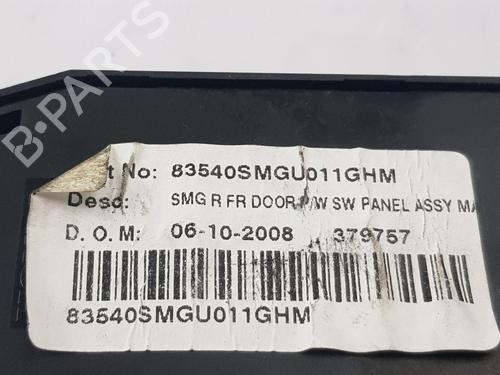 B-PARTS
t No: 83540SMGU011GHM
Desc: SMG R FR DOOR P/W SW PANEL ASSY MA
D. O. M: 06-10-2008 379757
83540SMGU011GHM